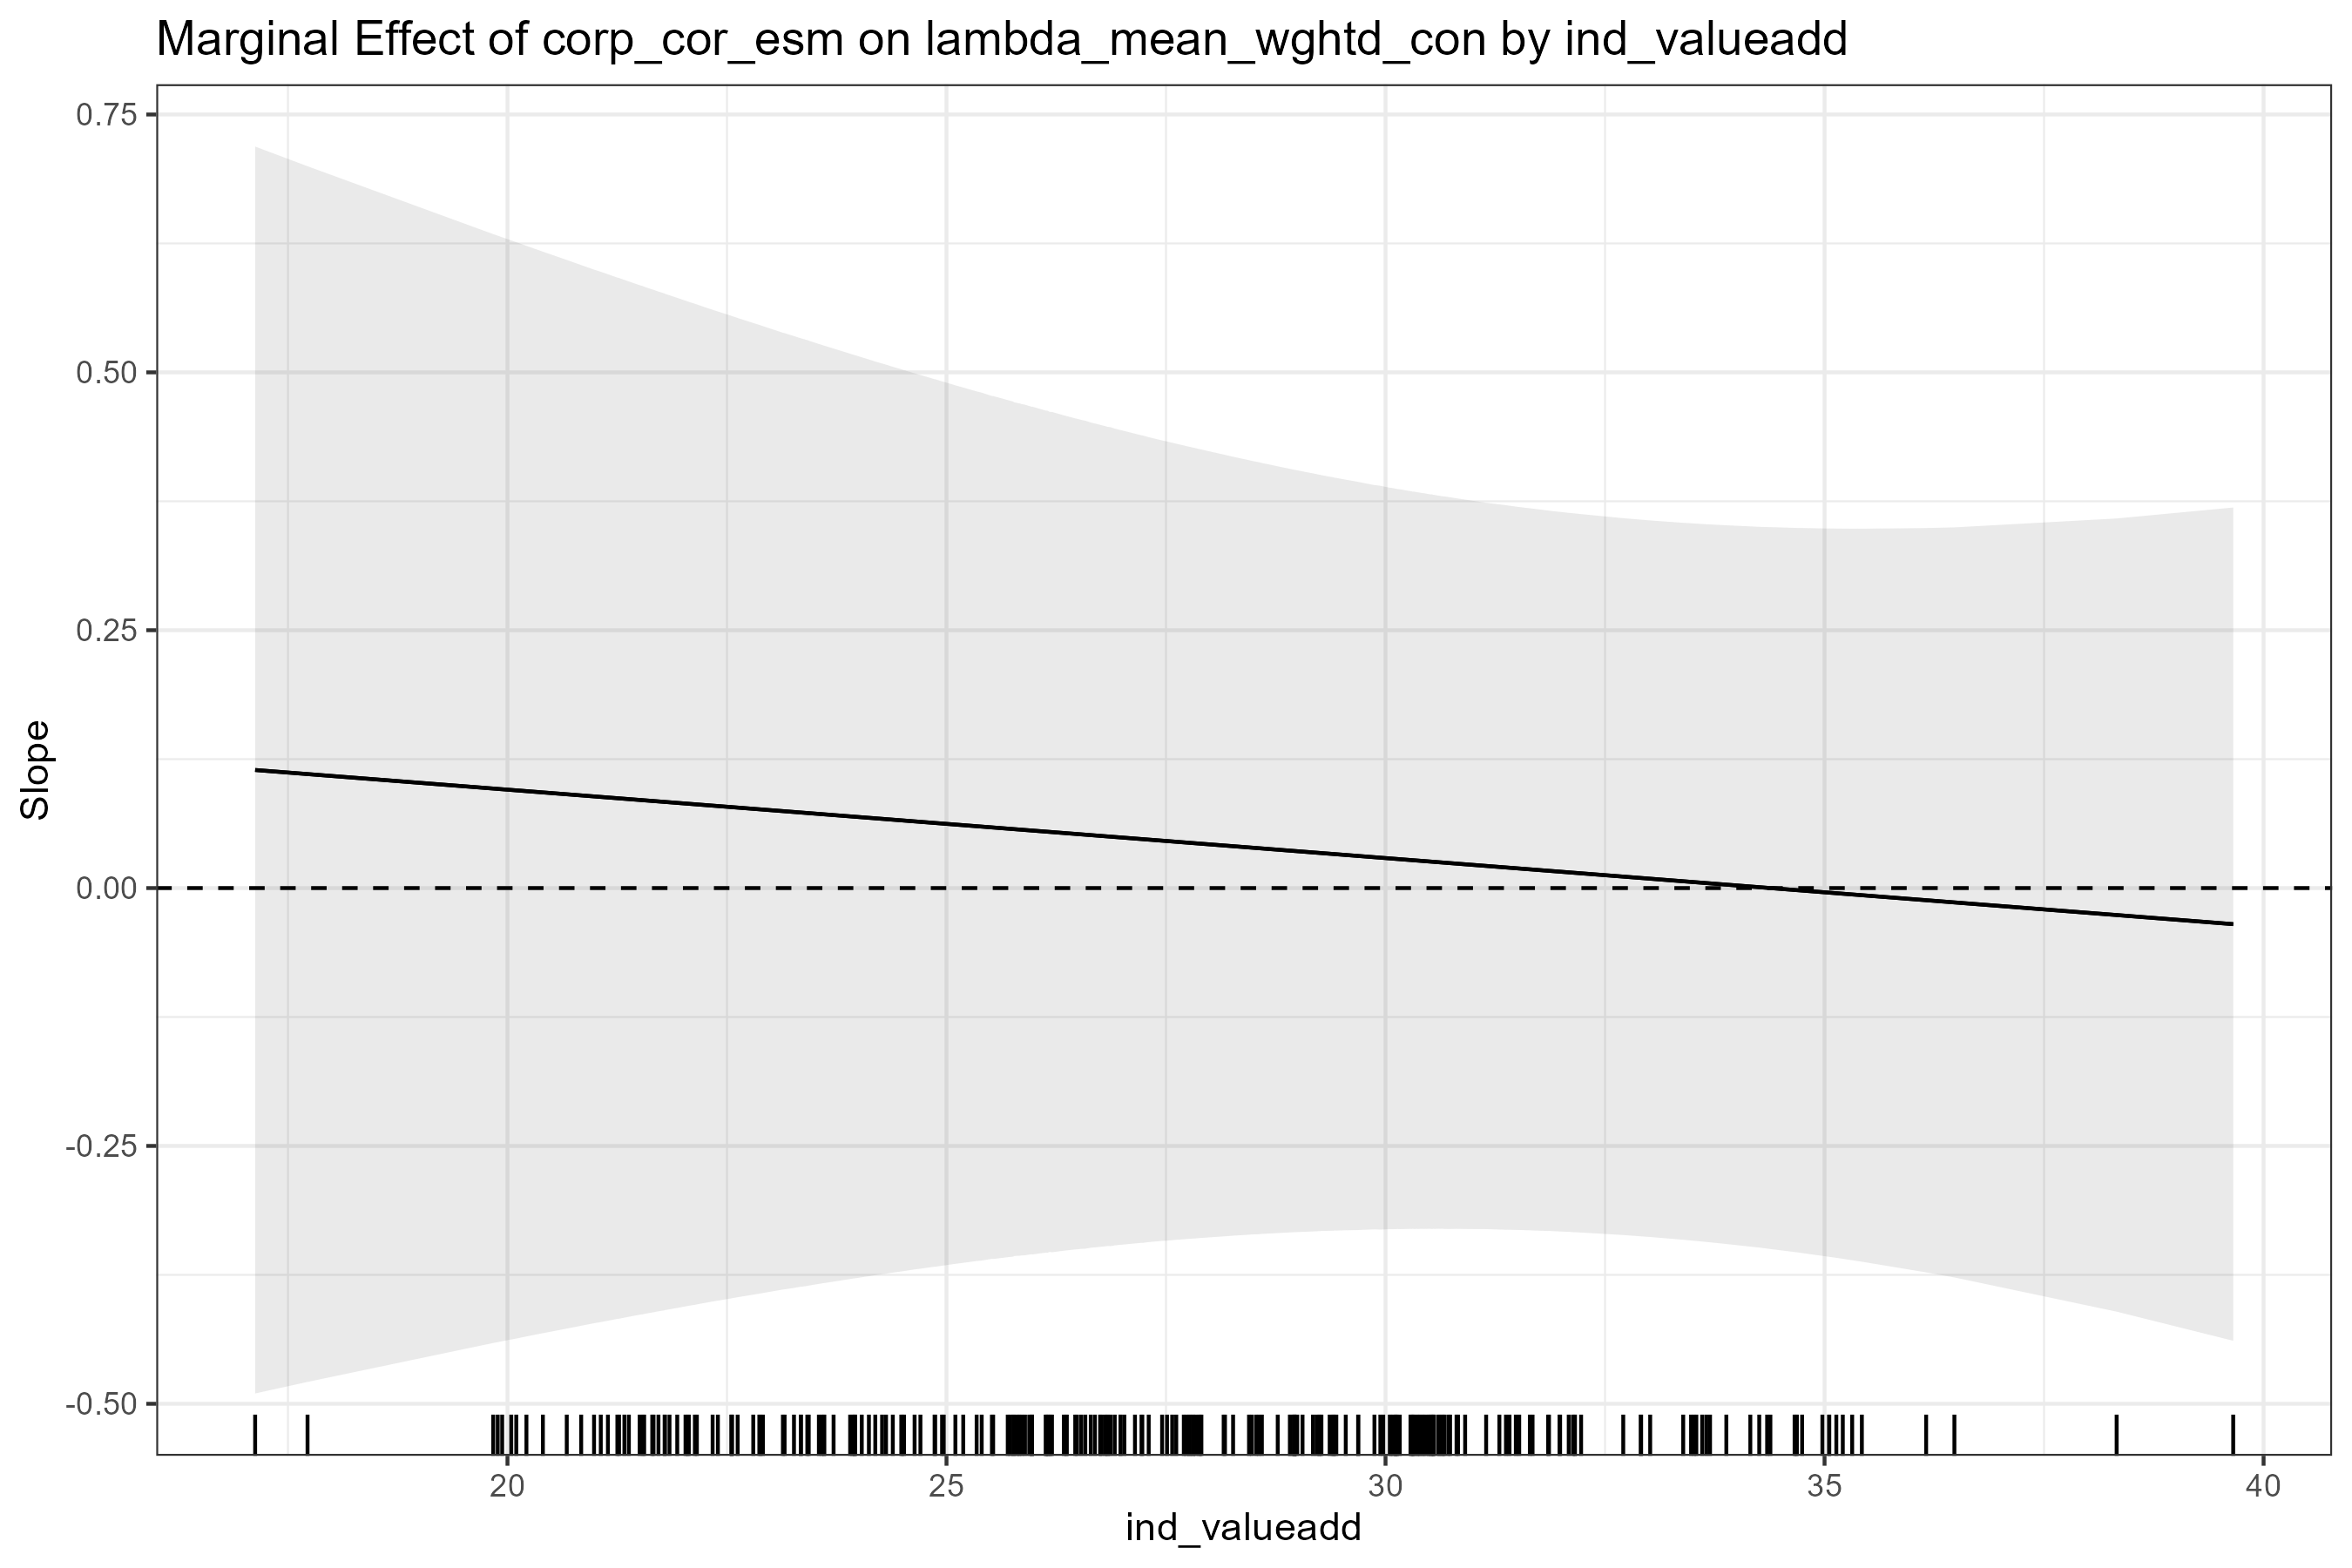 Marginal Effect of corp_cor_esm on lambda_mean_wghtd_con by ind_valueadd
0.75
0.50
0.25
0.00
-0.25
-0.50
Slope
20 25 30 35 40
ind_valueadd